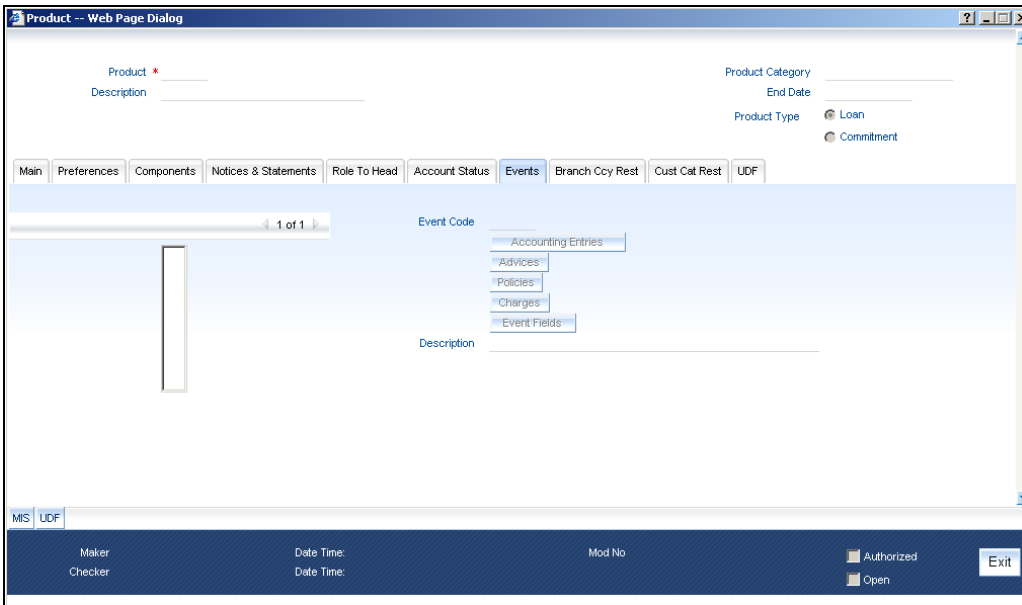 Product -- Web Page Dialog
Product *
Product Category
Description
End Date
Product Type Loan
Commitment
Main Preferences Components Notices & Statements Role To Head Account Status Events Branch Ccy Rest Cust Cat Rest UDF
1 of 1
Event Code
Accounting Entries
Advices
Policies
Charges
Event Fields
Description
MIS UDF
Maker Date Time: Mod No Authorized Exit
Checker Date Time: Open